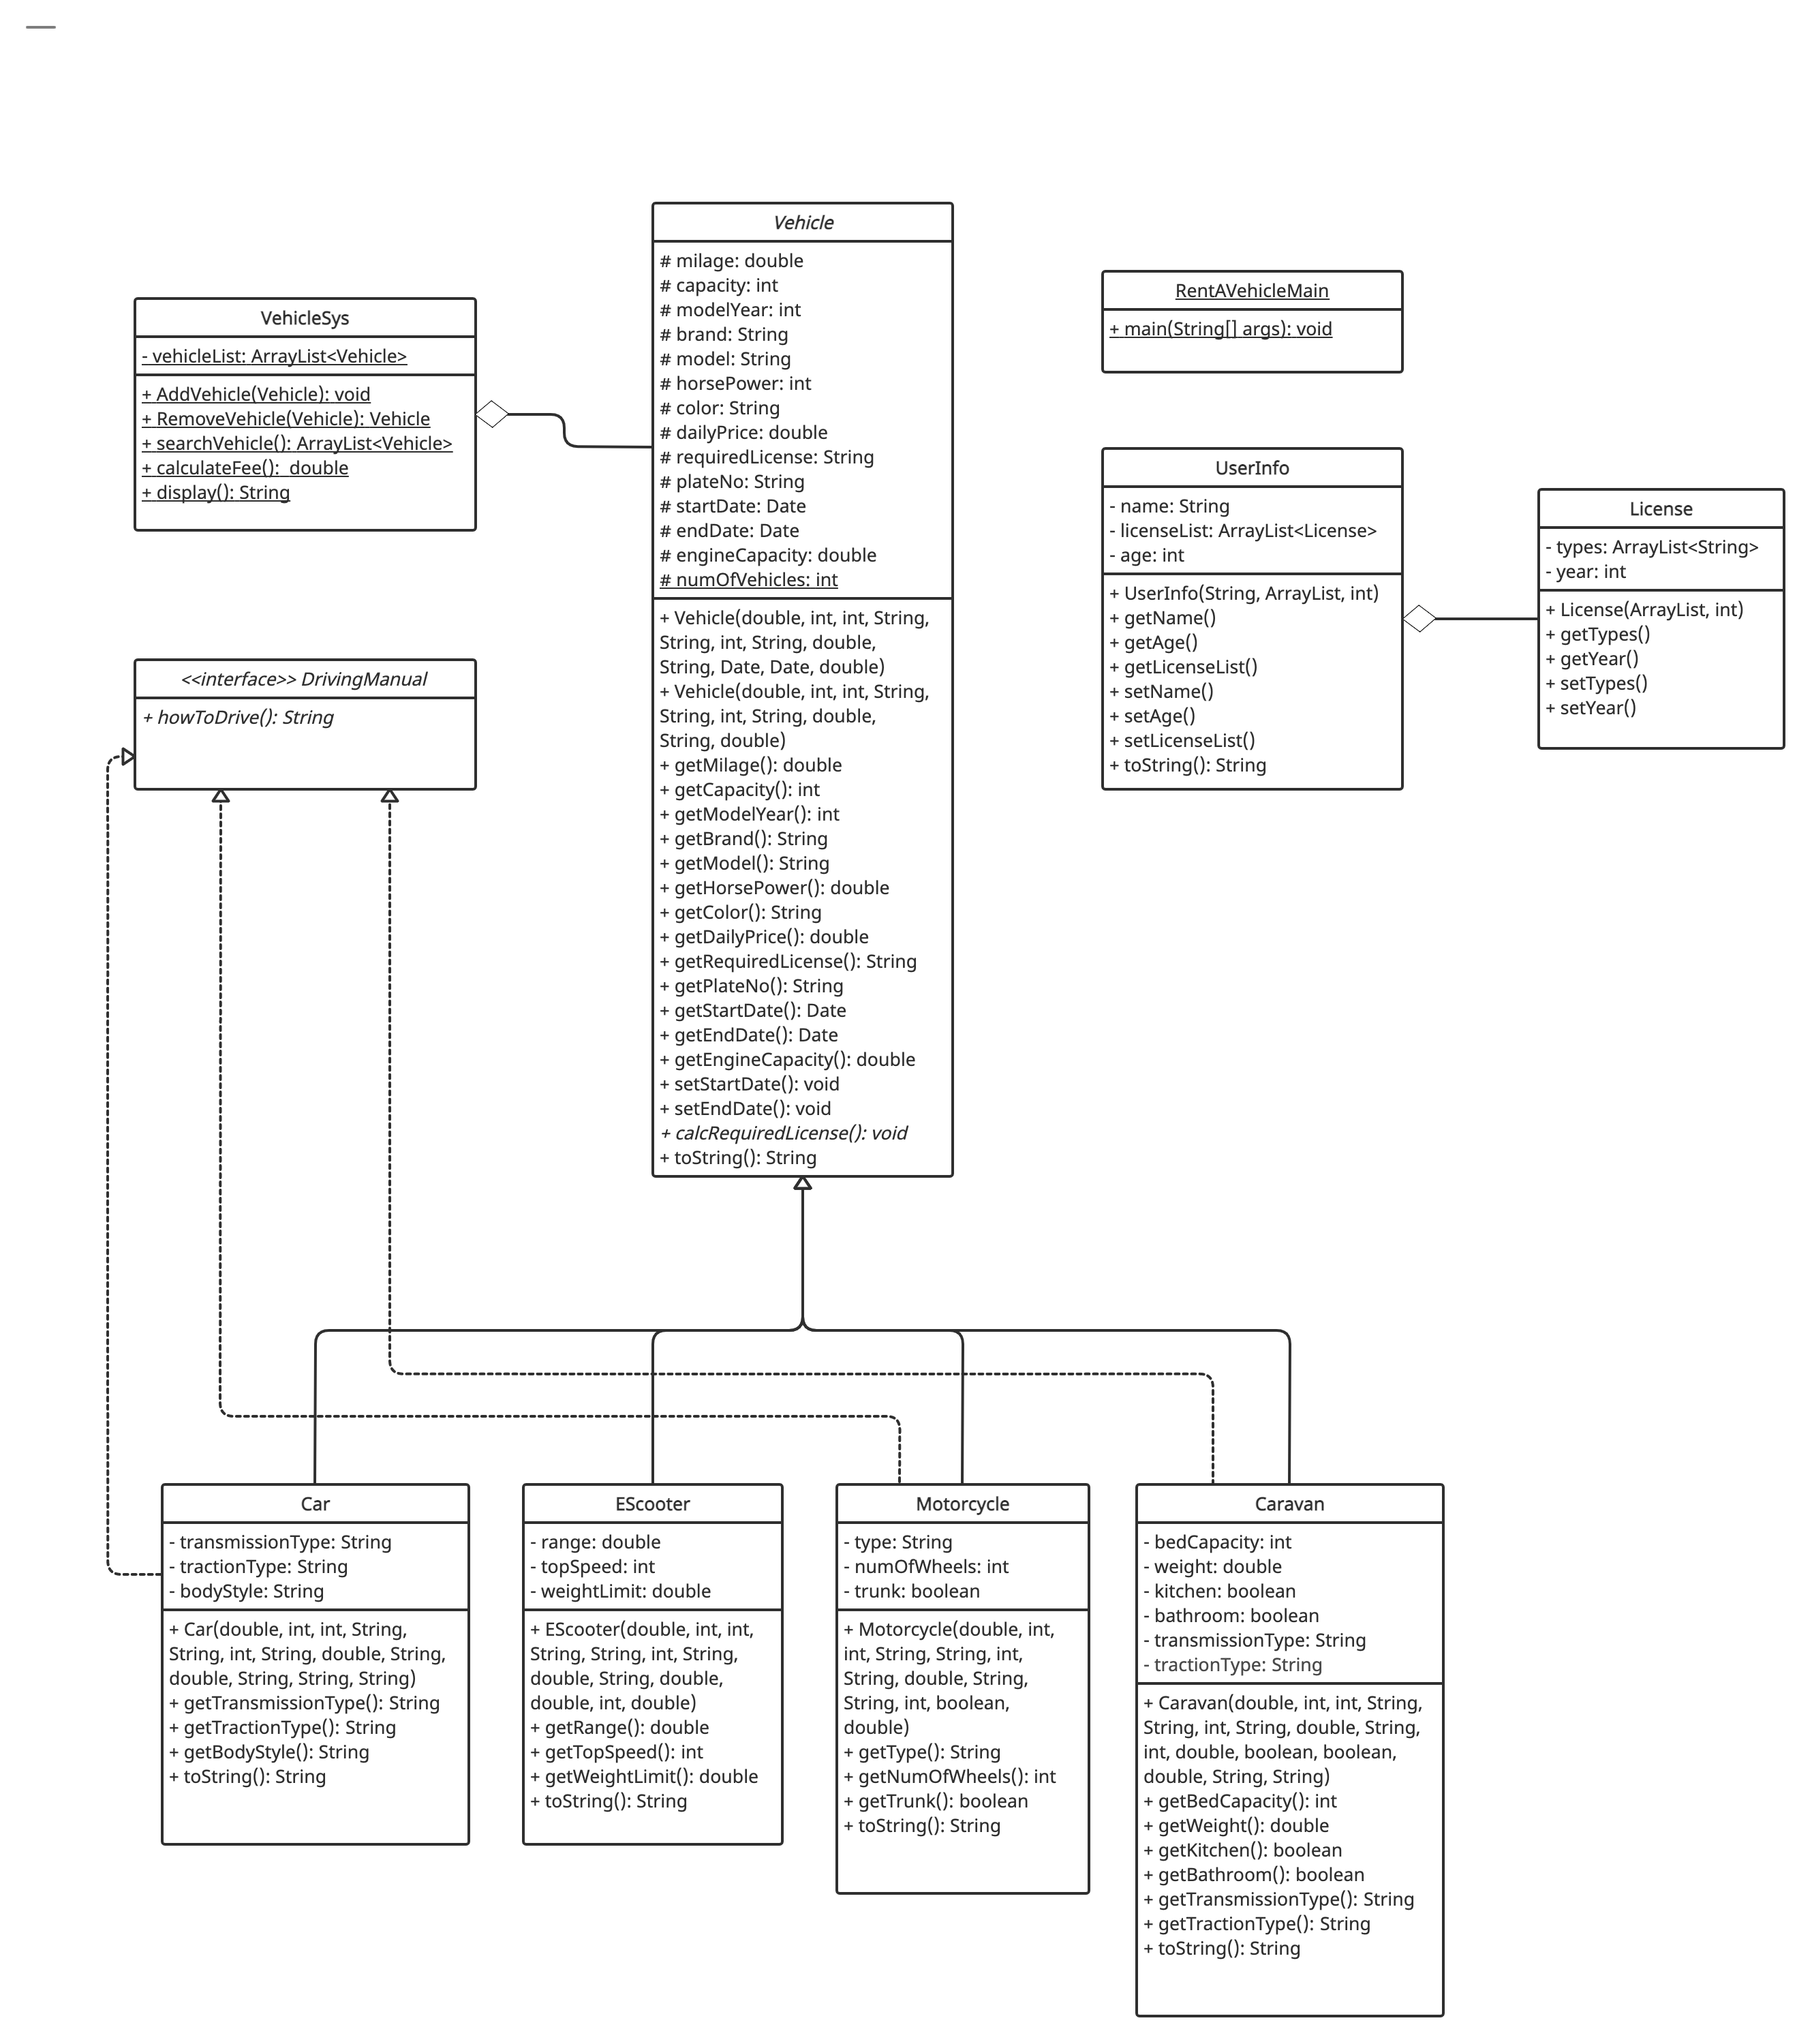 Vehicle
# milage: double
# capacity: int
# modelYear: int
# brand: String
# model: String
# horsePower: int
# color: String
# dailyPrice: double
# requiredLicense: String
# plateNo: String
# startDate: Date
# endDate: Date
# engineCapacity: double
# numOfVehicles: int
+ Vehicle(double, int, int, String,
String, int, String, double,
String, Date, Date, double)
+ Vehicle(double, int, int, String,
String, int, String, double,
String, double)
+ getMilage(): double
+ getCapacity(): int
+ getModelYear(): int
+ getBrand(): String
+ getModel(): String
+ getHorsePower(): double
+ getColor(): String
+ getDailyPrice(): double
+ getRequiredLicense(): String
+ getPlateNo(): String
+ getStartDate(): Date
+ getEndDate(): Date
+ getEngineCapacity(): double
+ setStartDate(): void
+ setEndDate(): void
+ calcRequiredLicense(): void
+ toString(): String
VehicleSys
- vehicleList: ArrayList<Vehicle>
+ AddVehicle(Vehicle): void
+ RemoveVehicle(Vehicle): Vehicle
+ searchVehicle(): ArrayList<Vehicle>
+ calculateFee():  double
+ display(): String
<<interface>> DrivingManual
+ howToDrive(): String
RentAVehicleMain
+ main(String[] args): void
UserInfo
- name: String
- licenseList: ArrayList<License>
- age: int
+ UserInfo(String, ArrayList, int)
+ getName()
+ getAge()
+ getLicenseList()
+ setName()
+ setAge()
+ setLicenseList()
+ toString(): String
License
- types: ArrayList<String>
- year: int
+ License(ArrayList, int)
+ getTypes()
+ getYear()
+ setTypes()
+ setYear()
Car
- transmissionType: String
- tractionType: String
- bodyStyle: String
+ Car(double, int, int, String,
String, int, String, double, String,
double, String, String, String)
+ getTransmissionType(): String
+ getTractionType(): String
+ getBodyStyle(): String
+ toString(): String
EScooter
- range: double
- topSpeed: int
- weightLimit: double
+ EScooter(double, int, int,
String, String, int, String,
double, String, double,
double, int, double)
+ getRange(): double
+ getTopSpeed(): int
+ getWeightLimit(): double
+ toString(): String
Motorcycle
- type: String
- numOfWheels: int
- trunk: boolean
+ Motorcycle(double, int,
int, String, String, int,
String, double, String,
String, int, boolean,
double)
+ getType(): String
+ getNumOfWheels(): int
+ getTrunk(): boolean
+ toString(): String
Caravan
- bedCapacity: int
- weight: double
- kitchen: boolean
- bathroom: boolean
- transmissionType: String
- tractionType: String
+ Caravan(double, int, int, String,
String, int, String, double, String,
int, double, boolean, boolean,
double, String, String)
+ getBedCapacity(): int
+ getWeight(): double
+ getKitchen(): boolean
+ getBathroom(): boolean
+ getTransmissionType(): String
+ getTractionType(): String
+ toString(): String